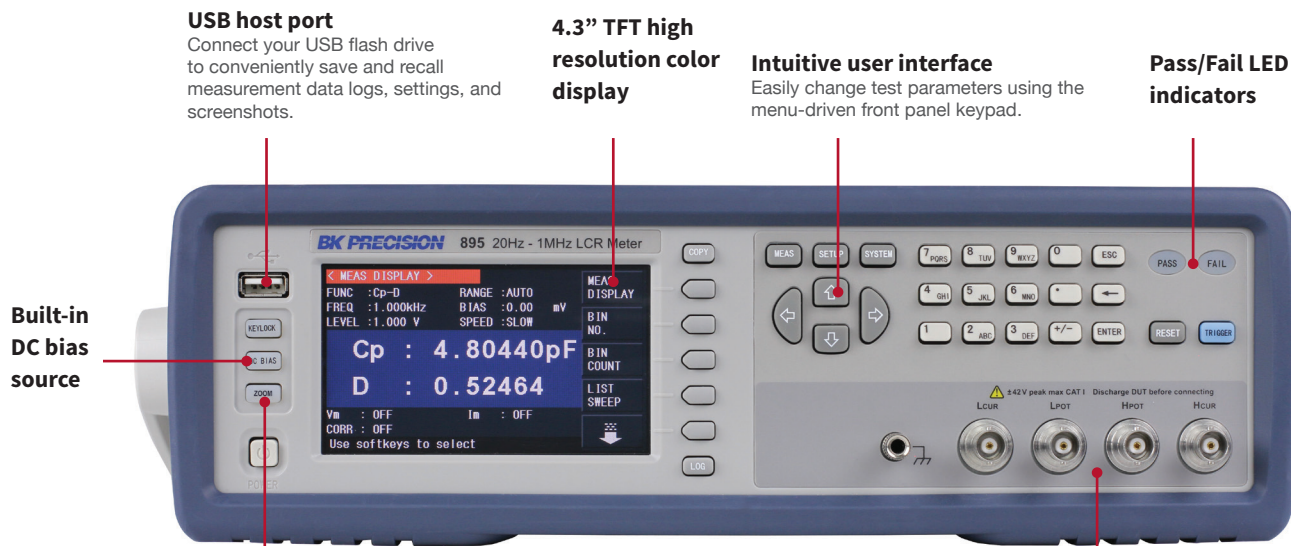 USB host port
Connect your USB flash drive
to conveniently save and recall
measurement data logs, settings, and
screenshots.
4.3” TFT high
resolution color
display
Intuitive user interface
Easily change test parameters using the
menu-driven front panel keypad.
Pass/Fail LED
indicators
Built-in
DC bias
source
BK PRECISION 895 20Hz - 1MHz LCR Meter
< MEAS DISPLAY >
FUNC :Cp-D RANGE :AUTO
FREQ :1.000kHz BIAS :0.00 mV
LEVEL :1.000 V SPEED :SLOW
Cp : 4.80440pF
D : 0.52464
Vm : OFF Im : OFF
CORR : OFF
Use softkeys to select
DISPLAY
BIN
NO.
BIN
COUNT
LIST
SWEEP
KEYLOCK
BIAS
ZOOM
POWER
COPY
LOG
MEAS SETUP SYSTEM
7 PQRS 8 TUV 9 WXYZ 0 ESC
4 GHI 5 JKL 6 MNO .
1 2 ABC 3 DEF +/- ENTER
PASS FAIL
RESET TRIGGER
±42V peak max CAT I Discharge DUT before connecting
LCUR LPOT HPOT HCUR